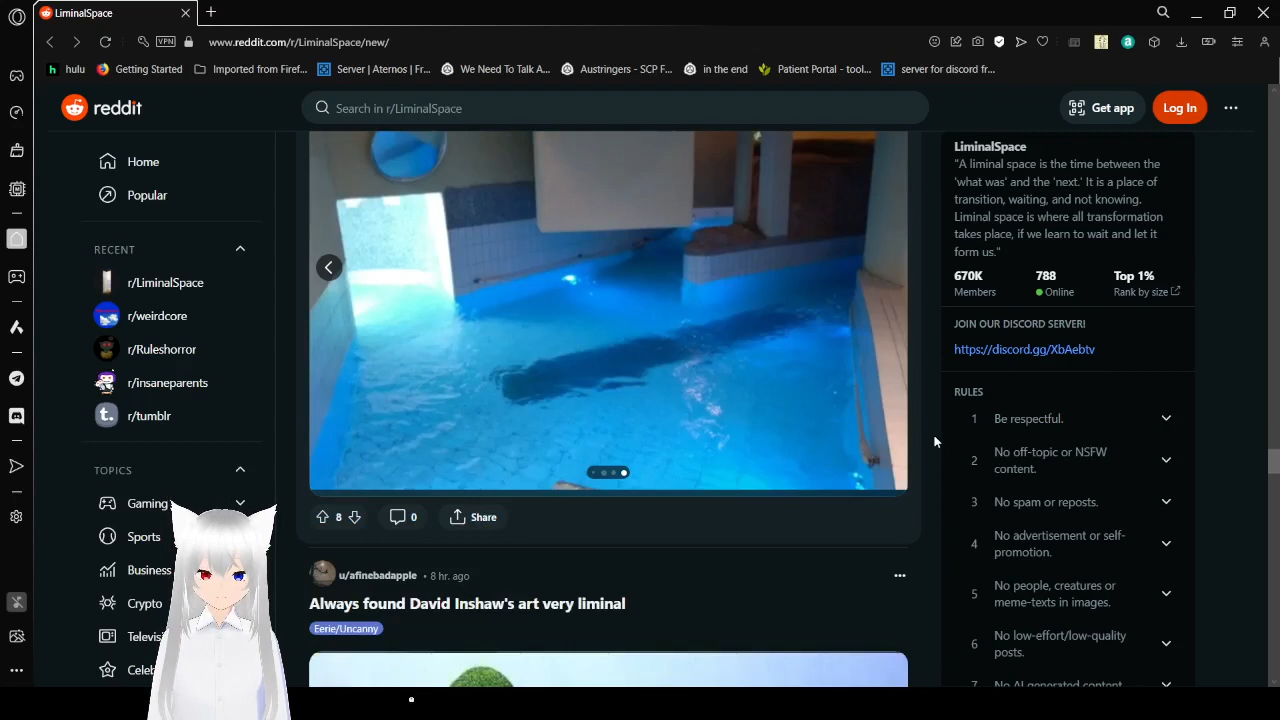 LiminalSpace
www.reddit.com/r/LiminalSpace/new/
VPN
hulu
Getting Started
Imported from Firef...
Server | Aternos | Fr...
We Need To Talk A...
Austringers - SCP F...
in the end
Patient Portal - tool...
server for discord fr...
reddit
Search in r/LiminalSpace
Get app
Log In
Home
Popular
RECENT
r/LiminalSpace
r/weirdcore
r/Ruleshorror
r/insaneparents
r/tumblr
TOPICS
Gaming
Sports
Business
Crypto
Televisi
Celeb
8
0
Share
u/afinebadapple • 8 hr. ago
Always found David Inshaw's art very liminal
Eerie/Uncanny
LiminalSpace
"A liminal space is the time between the
'what was' and the 'next.' It is a place of
transition, waiting, and not knowing.
Liminal space is where all transformation
takes place, if we learn to wait and let it
form us."
670K 788 Top 1%
Members Online Rank by size
JOIN OUR DISCORD SERVER!
https://discord.gg/XbAebtv
RULES
1 Be respectful.
2 No off-topic or NSFW
content.
3 No spam or reposts.
4 No advertisement or self-
promotion.
5 No people, creatures or
meme-texts in images.
6 No low-effort/low-quality
posts.
7 No AI generated content